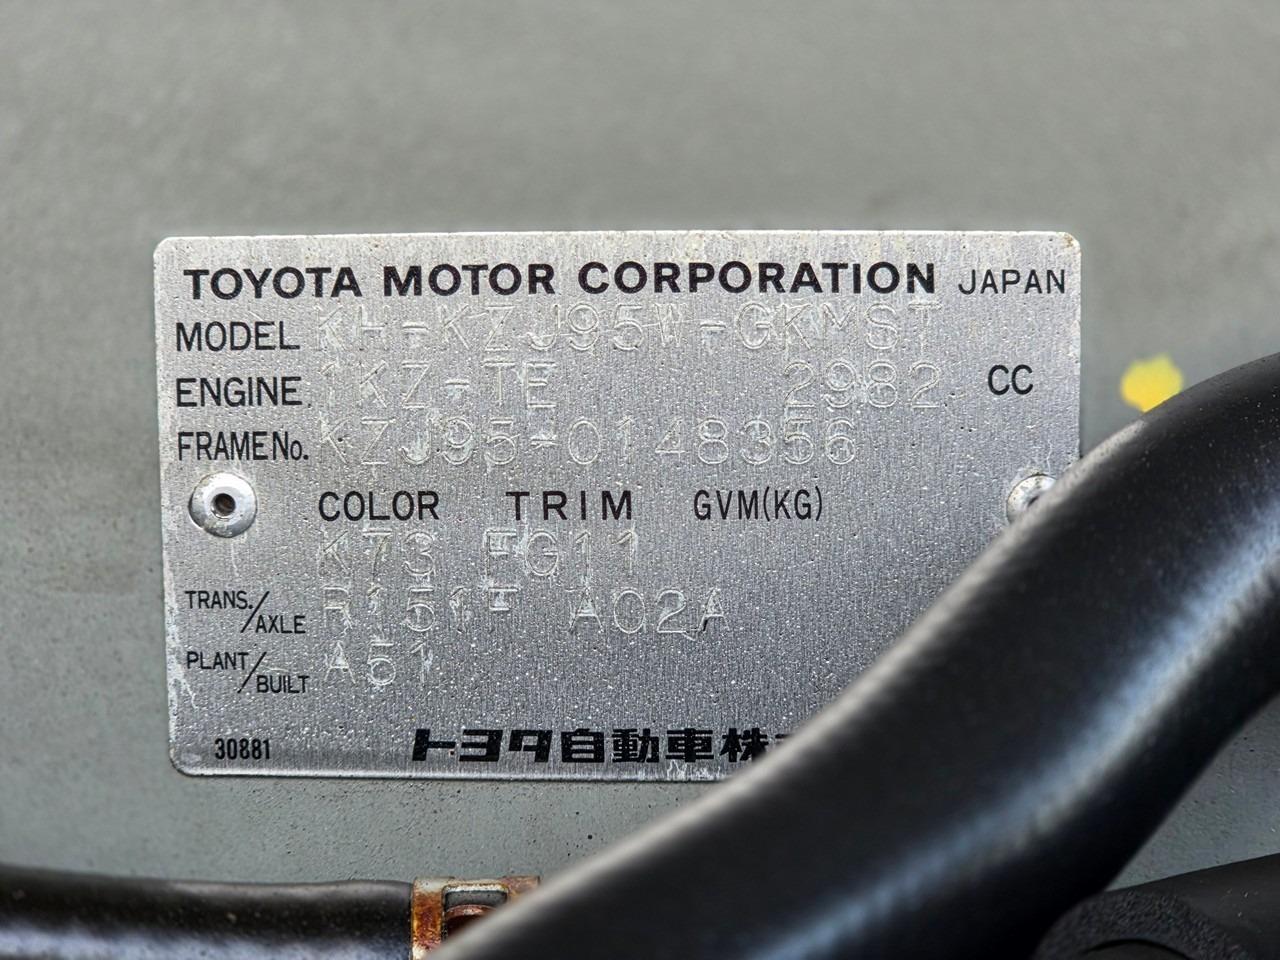 TOYOTA MOTOR CORPORATION JAPAN
MODEL KH-KZJ95W-GKMST
ENGINE 1KZ-TE 2982 CC
FRAME No. KZJ95-0148356
COLOR TRIM GVM(KG)
K73 FG11
TRANS./AXLE R151F A02A
PLANT/BUILT A51
30881 トヨタ自動車株